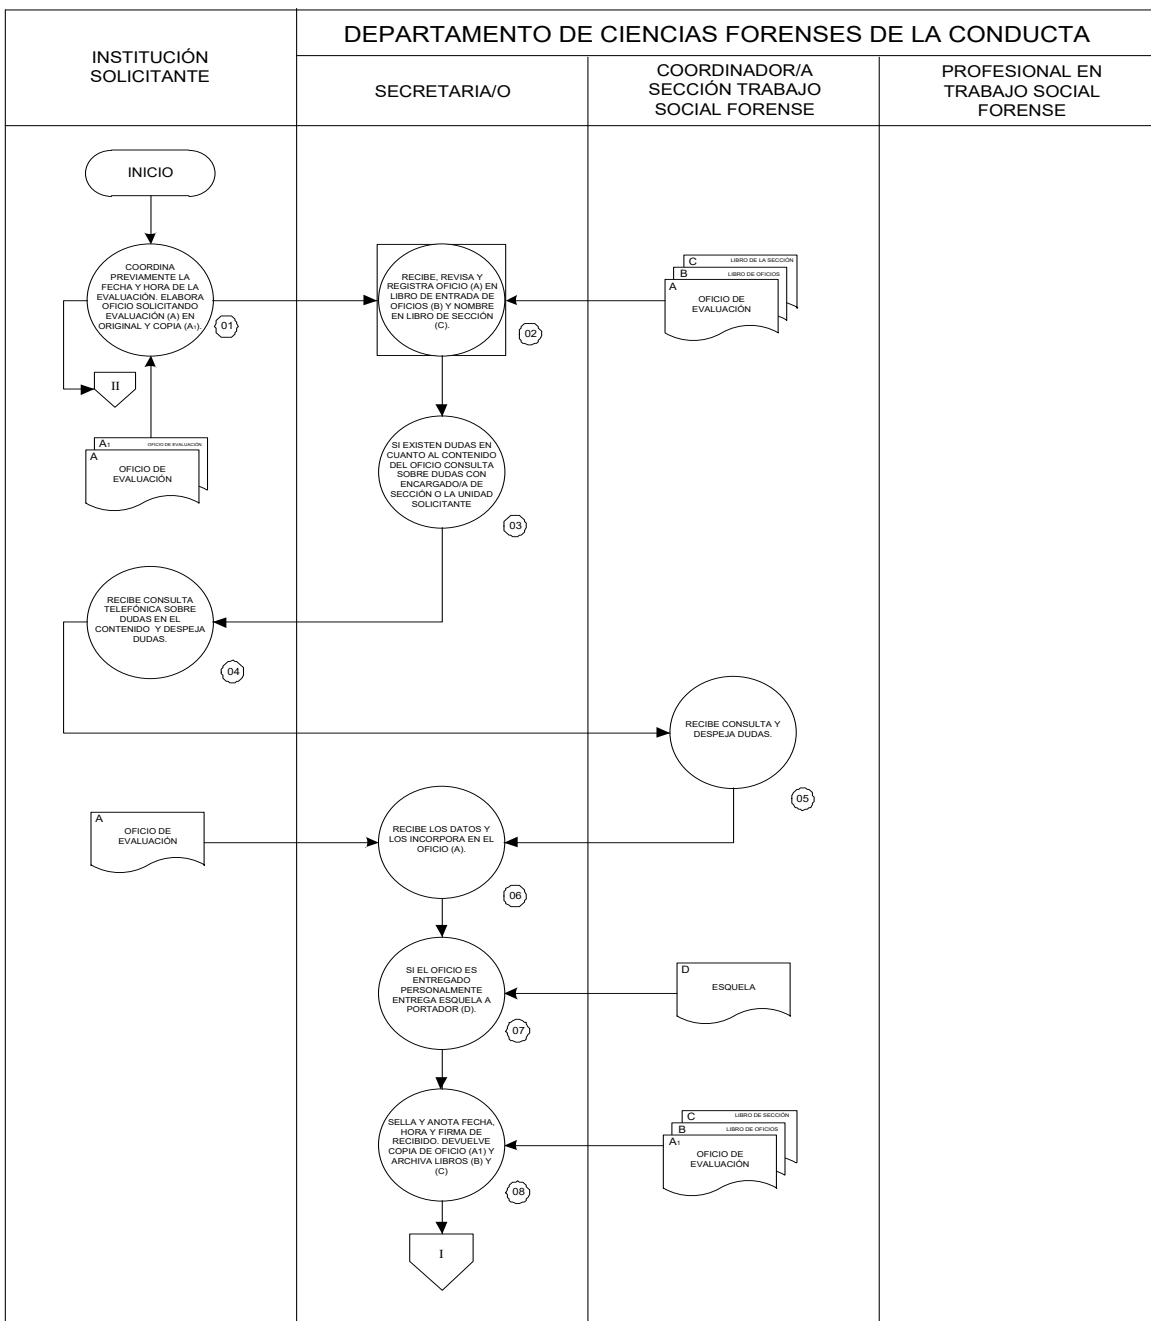 INSTITUCIÓN
SOLICITANTE
DEPARTAMENTO DE CIENCIAS FORENSES DE LA CONDUCTA
SECRETARIA/O
COORDINADOR/A
SECCIÓN TRABAJO
SOCIAL FORENSE
PROFESIONAL EN
TRABAJO SOCIAL
FORENSE
INICIO
COORDINA
PREVIAMENTE LA
FECHA Y HORA DE LA
EVALUACIÓN. ELABORA
OFICIO SOLICITANDO
EVALUACIÓN (A) EN
ORIGINAL Y COPIA (A1).
01
RECIBE, REVISA Y
REGISTRA OFICIO (A) EN
LIBRO DE ENTRADA DE
OFICIOS (B) Y NOMBRE
EN LIBRO DE SECCIÓN
(C).
02
C LIBRO DE LA SECCIÓN
B LIBRO DE OFICIOS
A
OFICIO DE
EVALUACIÓN
II
A1 OFICIO DE EVALUACIÓN
A
OFICIO DE
EVALUACIÓN
SI EXISTEN DUDAS EN
CUANTO AL CONTENIDO
DEL OFICIO CONSULTA
SOBRE DUDAS CON
ENCARGADO/A DE
SECCIÓN O LA UNIDAD
SOLICITANTE
03
RECIBE CONSULTA
TELEFÓNICA SOBRE
DUDAS EN EL
CONTENIDO Y DESPEJA
DUDAS.
04
RECIBE CONSULTA Y
DESPEJA DUDAS.
05
A
OFICIO DE
EVALUACIÓN
RECIBE LOS DATOS Y
LOS INCORPORA EN EL
OFICIO (A).
06
SI EL OFICIO ES
ENTREGADO
PERSONALMENTE
ENTREGA ESQUELA A
PORTADOR (D).
07
D
ESQUELA
SELLA Y ANOTA FECHA,
HORA Y FIRMA DE
RECIBIDO. DEVUELVE
COPIA DE OFICIO (A1) Y
ARCHIVA LIBROS (B) Y
(C)
08
C LIBRO DE SECCIÓN
B LIBRO DE OFICIOS
A1
OFICIO DE
EVALUACIÓN
I